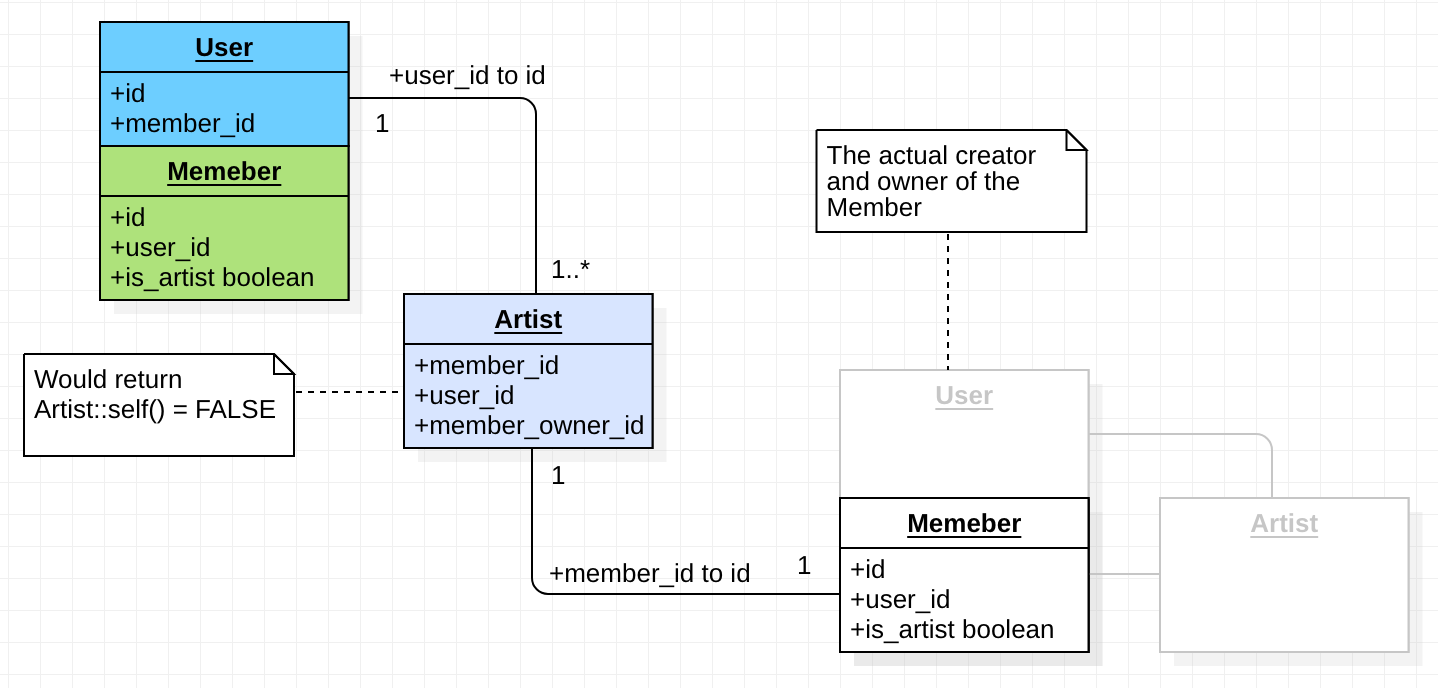 User
+id
+member_id
Memeber
+id
+user_id
+is_artist boolean
+user_id to id
1
1..*
Artist
+member_id
+user_id
+member_owner_id
Would return
Artist::self() = FALSE
1
+member_id to id
1
The actual creator
and owner of the
Member
User
Memeber
+id
+user_id
+is_artist boolean
Artist